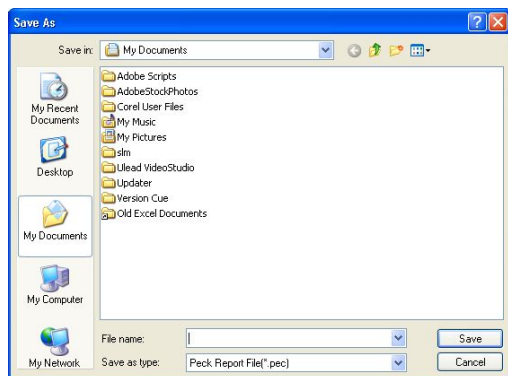 Save As
Save in:
My Documents
My Recent
Documents
Desktop
My Documents
My Computer
My Network
Adobe Scripts
AdobeStockPhotos
Corel User Files
My Music
My Pictures
slm
Ulead VideoStudio
Updater
Version Cue
Old Excel Documents
File name:
Save
Save as type:
Peck Report File(*.pec)
Cancel